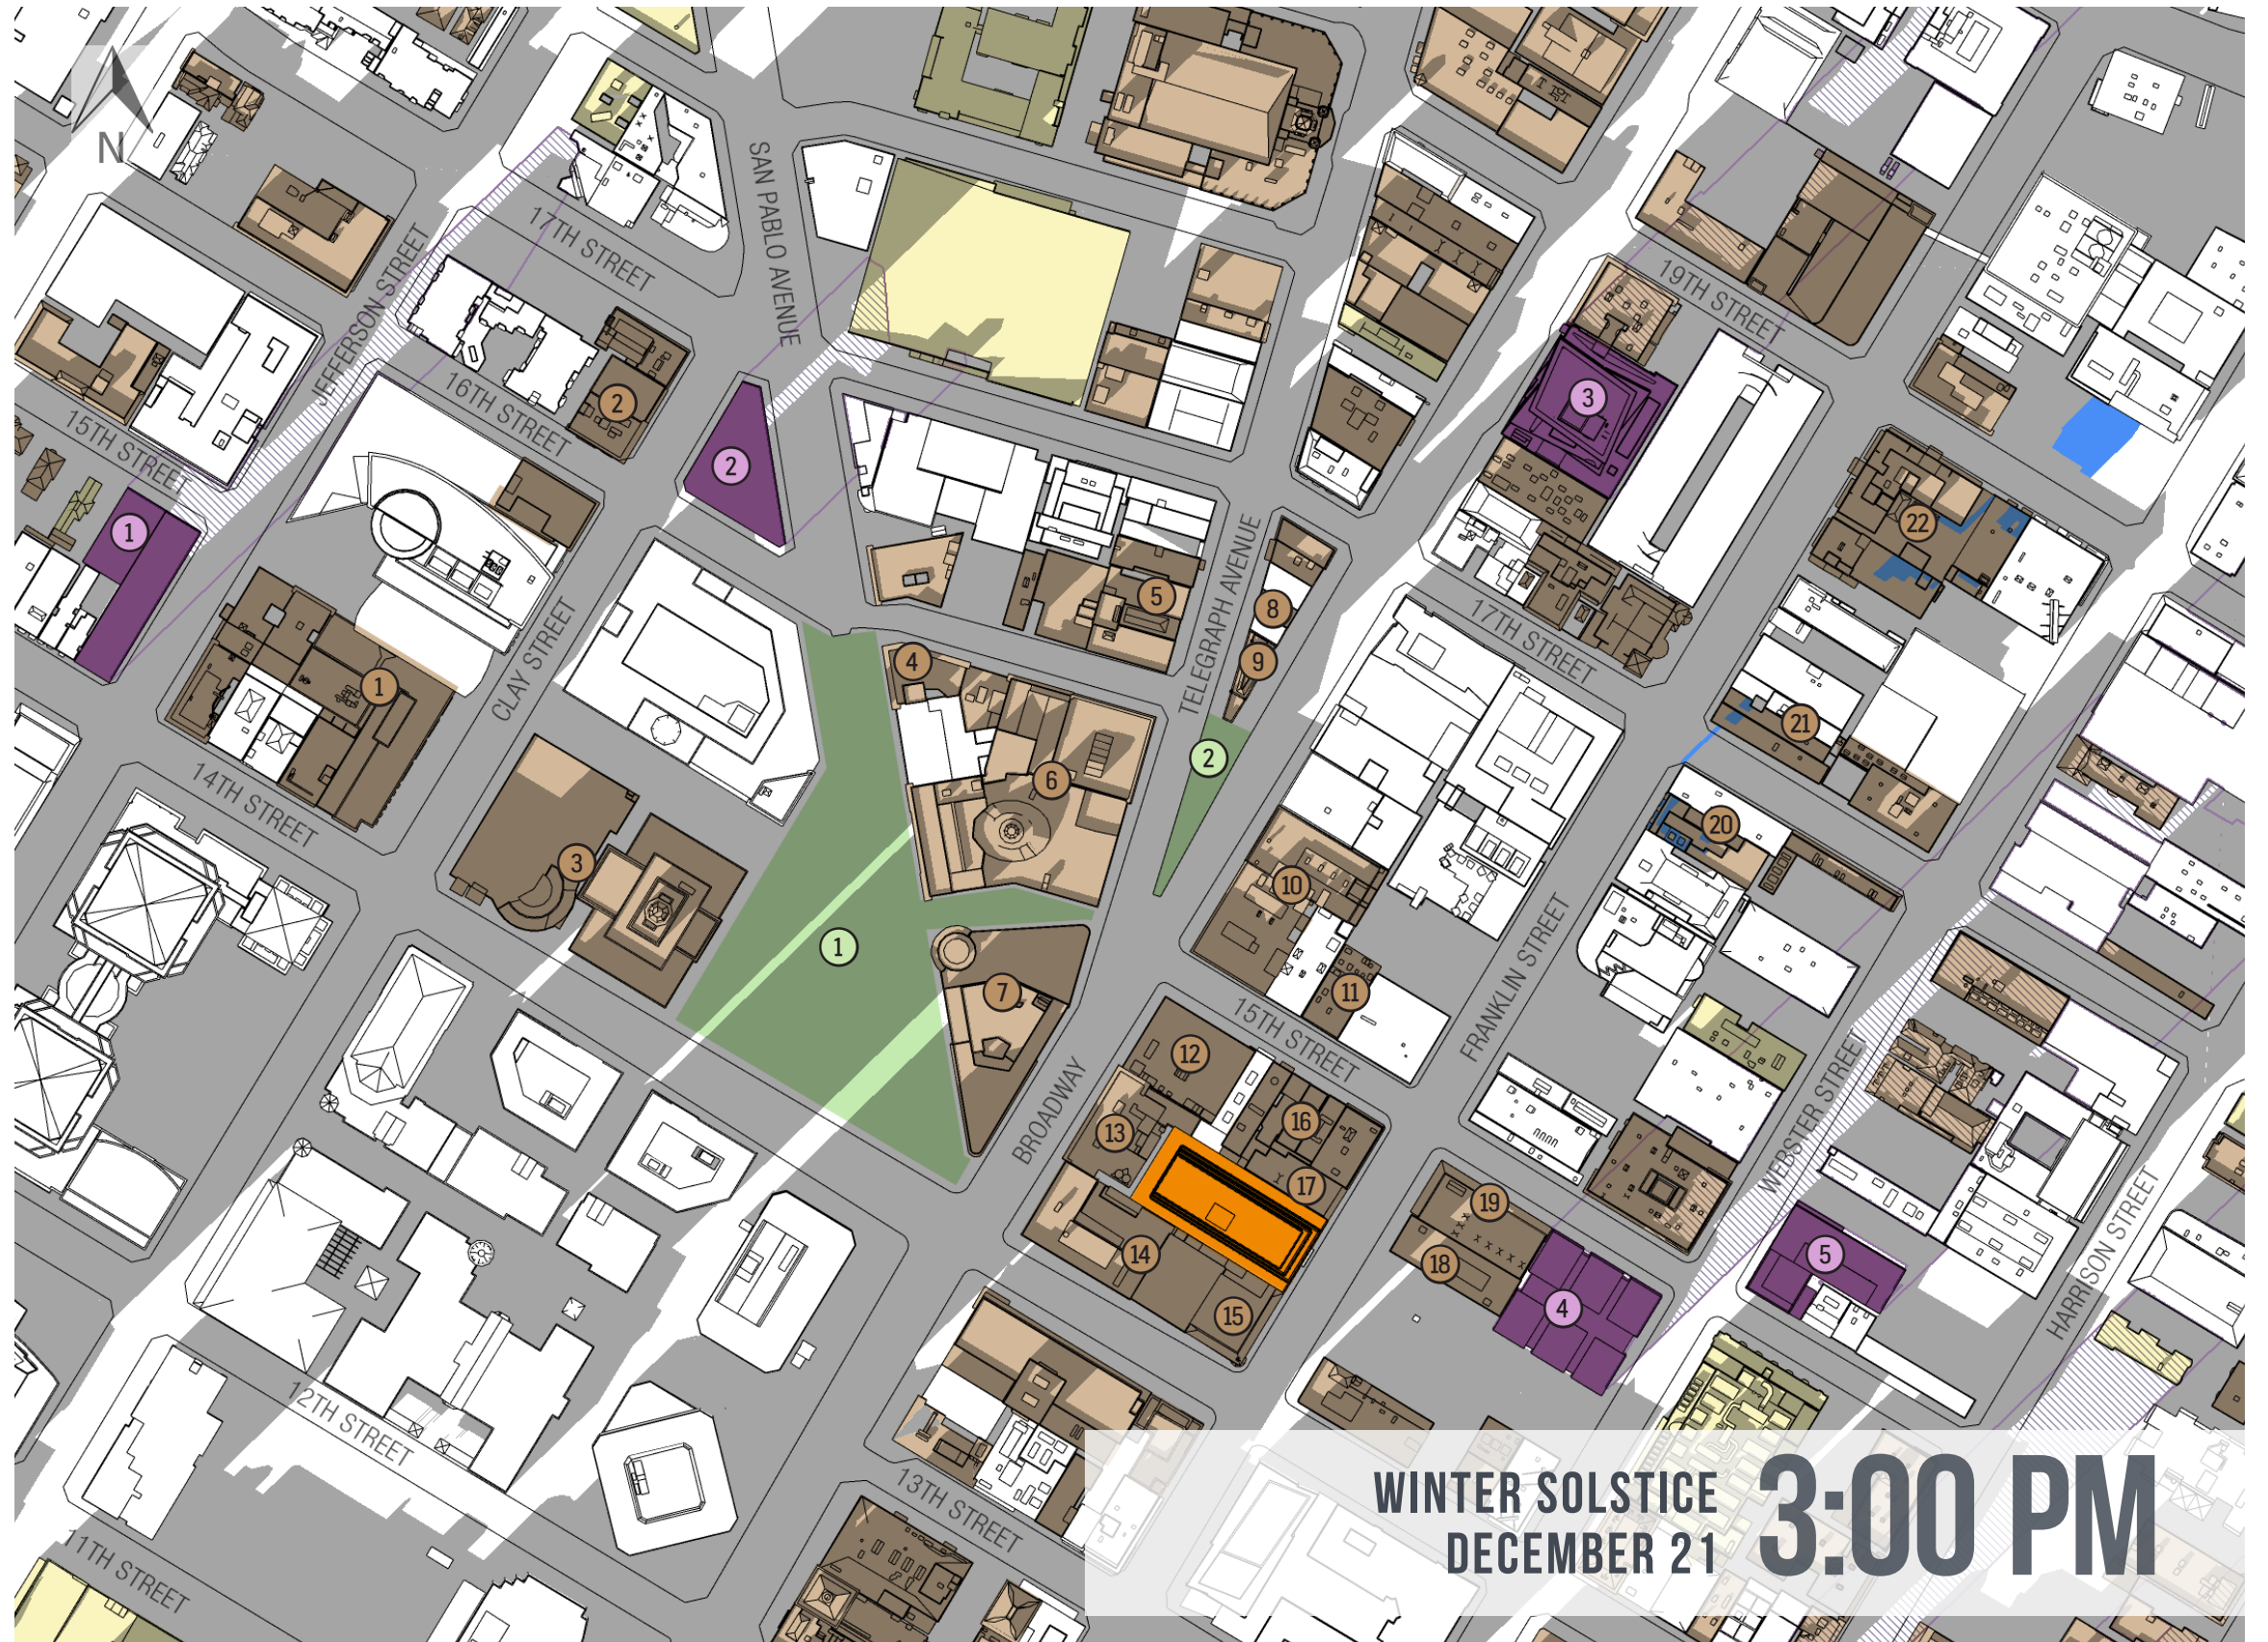 N
SAN PABLO AVENUE
17TH STREET
JEFFERSON STREET
19TH STREET
2
3
16TH STREET
15TH STREET
2
1
22
TELEGRAPH AVENUE
5
8
17TH STREET
CLAY STREET
4
9
1
21
2
6
14TH STREET
20
3
10
1
FRANKLIN STREET
7
11
15TH STREET
12
WEBSTER STREET
BROADWAY
13
16
17
19
HARRISON STREET
14
18
5
15
4
12TH STREET
13TH STREET
11TH STREET
WINTER SOLSTICE
DECEMBER 21
3:00 PM